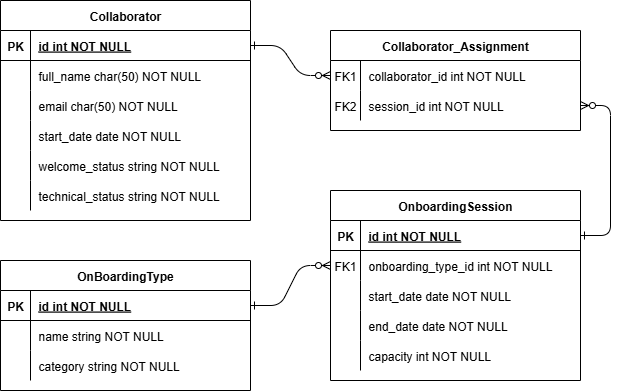 Collaborator
PK id int NOT NULL
full_name char(50) NOT NULL
email char(50) NOT NULL
start_date date NOT NULL
welcome_status string NOT NULL
technical_status string NOT NULL
Collaborator_Assignment
FK1 collaborator_id int NOT NULL
FK2 session_id int NOT NULL
OnBoardingType
PK id int NOT NULL
name string NOT NULL
category string NOT NULL
OnboardingSession
PK id int NOT NULL
FK1 onboarding_type_id int NOT NULL
start_date date NOT NULL
end_date date NOT NULL
capacity int NOT NULL